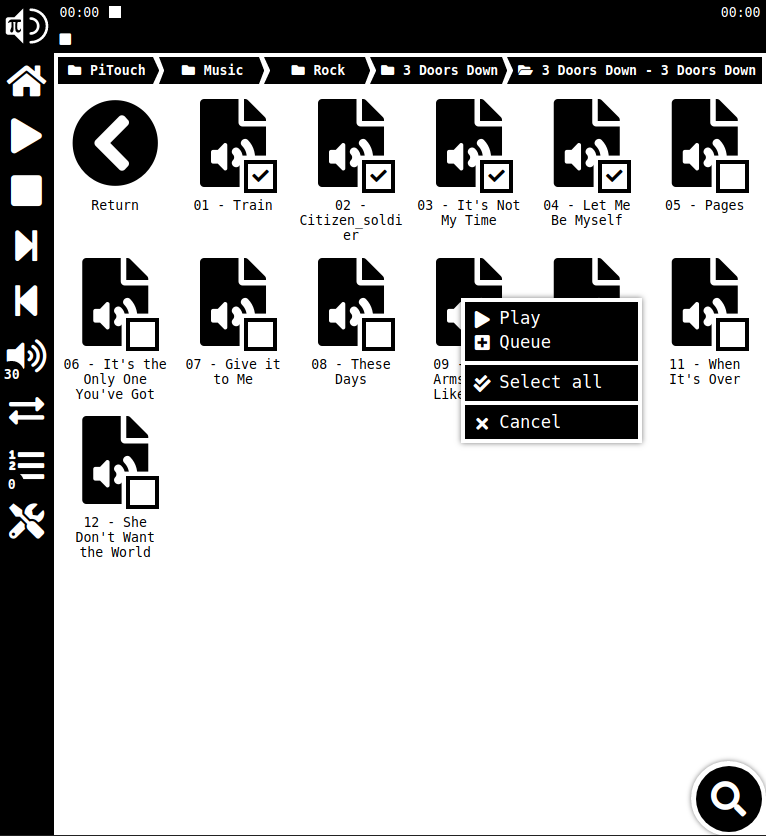 π
00:00
00:00
PiTouch Music Rock 3 Doors Down 3 Doors Down - 3 Doors Down
Return
01 - Train
02 -
Citizen_soldi
er
03 - It's Not
My Time
04 - Let Me
Be Myself
05 - Pages
06 - It's the
Only One
You've Got
07 - Give it
to Me
08 - These
Days
09 -
Arms
Like
Play
Queue
Select all
Cancel
11 - When
It's Over
12 - She
Don't Want
the World
30
1
2
0